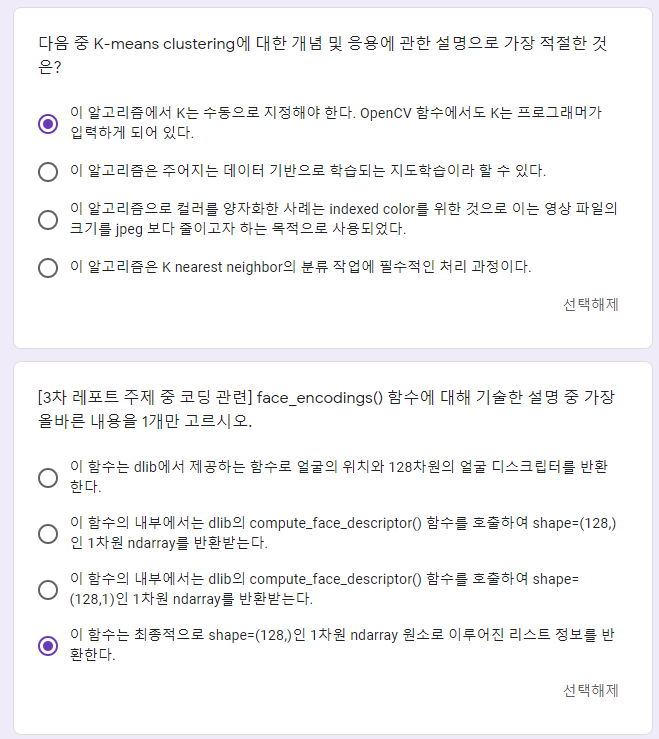 다음 중 K-means clustering에 대한 개념 및 응용에 관한 설명으로 가장 적절한 것
은?
이 알고리즘에서 K는 수동으로 지정해야 한다. OpenCV 함수에서도 K는 프로그래머가
입력하게 되어 있다.
이 알고리즘은 주어지는 데이터 기반으로 학습되는 지도학습이라 할 수 있다.
이 알고리즘으로 컬러를 양자화한 사례는 indexed color를 위한 것으로 이는 영상 파일의
크기를 jpeg 보다 줄이고자 하는 목적으로 사용되었다.
이 알고리즘은 K nearest neighbor의 분류 작업에 필수적인 처리 과정이다.
선택해제
[3차 레포트 주제 중 코딩 관련] face_encodings() 함수에 대해 기술한 설명 중 가장
올바른 내용을 1개만 고르시오.
이 함수는 dlib에서 제공하는 함수로 얼굴의 위치와 128차원의 얼굴 디스크립터를 반환
한다.
이 함수의 내부에서는 dlib의 compute_face_descriptor() 함수를 호출하여 shape=(128,)
인 1차원 ndarray를 반환받는다.
이 함수의 내부에서는 dlib의 compute_face_descriptor() 함수를 호출하여 shape=
(128,1)인 1차원 ndarray를 반환받는다.
이 함수는 최종적으로 shape=(128,)인 1차원 ndarray 원소로 이루어진 리스트 정보를 반
환한다.
선택해제